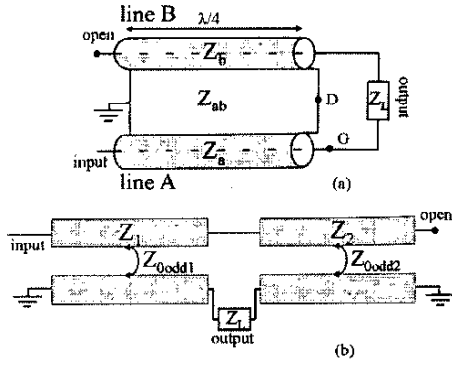 line B
λ/4
open
Z_b
Z_ab
D
Z_L
output
G
input
Z_a
line A
(a)
open
input
Z_1
Z_2
Z_0odd1
Z_0odd2
Z_L
output
(b)